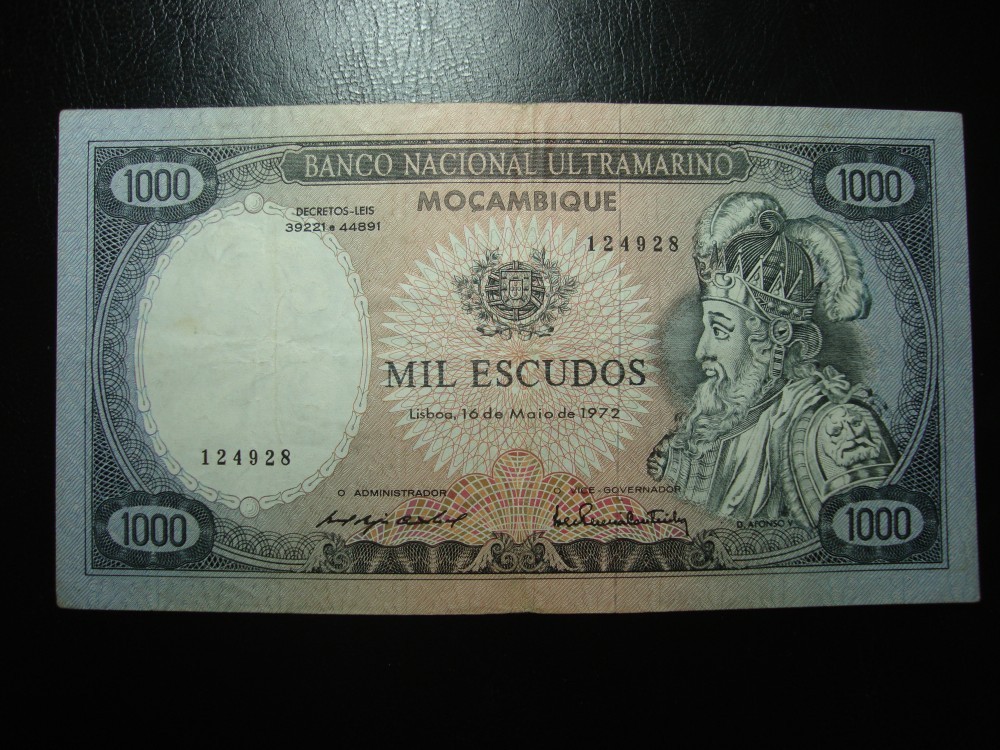 BANCO NACIONAL ULTRAMARINO
1000
1000
MOÇAMBIQUE
DECRETOS-LEIS
39221 e 44891
124928
MIL ESCUDOS
Lisboa, 16 de Maio de 1972
124928
O ADMINISTRADOR
O VICE-GOVERNADOR
D. AFONSO V
1000
1000